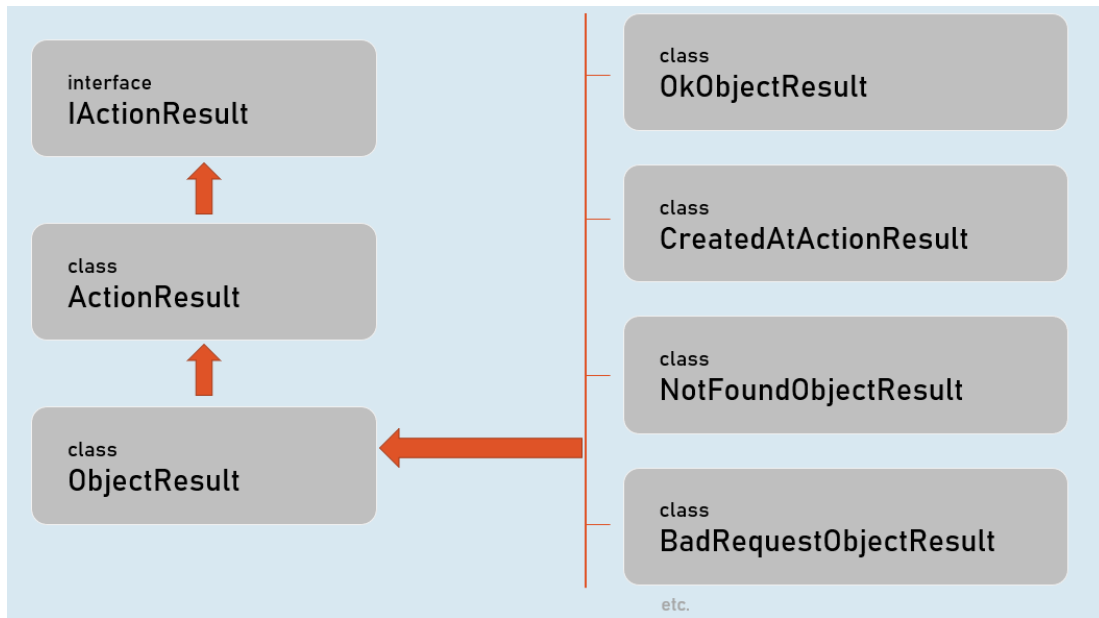 interface
IActionResult
class
ActionResult
class
ObjectResult
class
OkObjectResult
class
CreatedAtActionResult
class
NotFoundObjectResult
class
BadRequestObjectResult
etc.